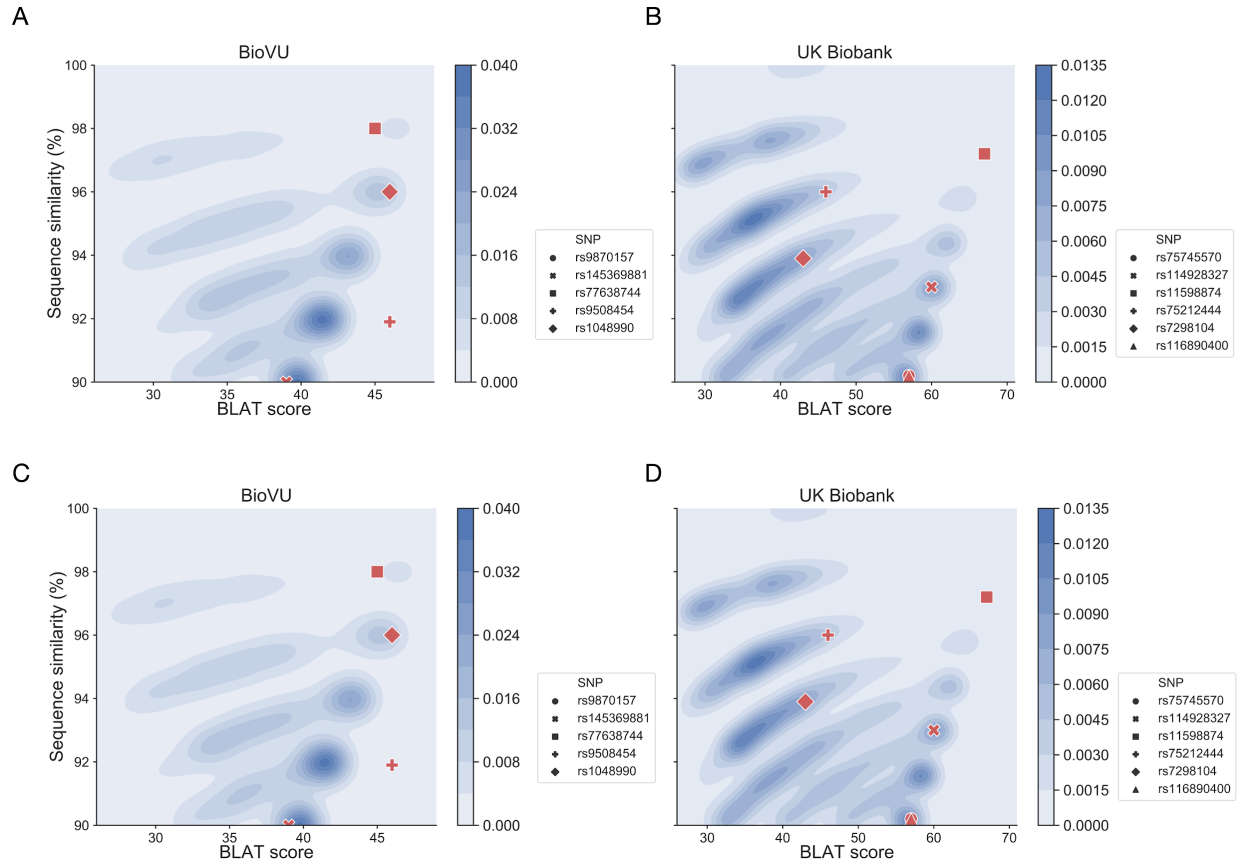 A
B
BioVU
UK Biobank
Sequence similarity (%)
100
98
96
94
92
90
30
40
45
BLAT score
0.040
0.032
0.024
0.016
0.008
0.000
SNP
rs9870157
rs145369881
rs77638744
rs9508454
rs1048990
30
40
50
60
70
BLAT score
0.0135
0.0120
0.0105
0.0090
0.0075
0.0060
0.0045
0.0030
0.0015
0.0000
SNP
rs75745570
rs114928327
rs11598874
rs75212444
rs7298104
rs116890400
C
D
BioVU
UK Biobank
Sequence similarity (%)
100
98
96
94
92
90
30
35
40
45
BLAT score
0.040
0.032
0.024
0.016
0.008
0.000
SNP
rs9870157
rs145369881
rs77638744
rs9508454
rs1048990
30
40
50
60
70
BLAT score
0.0135
0.0120
0.0105
0.0090
0.0075
0.0060
0.0045
0.0030
0.0015
0.0000
SNP
rs75745570
rs114928327
rs11598874
rs75212444
rs7298104
rs116890400